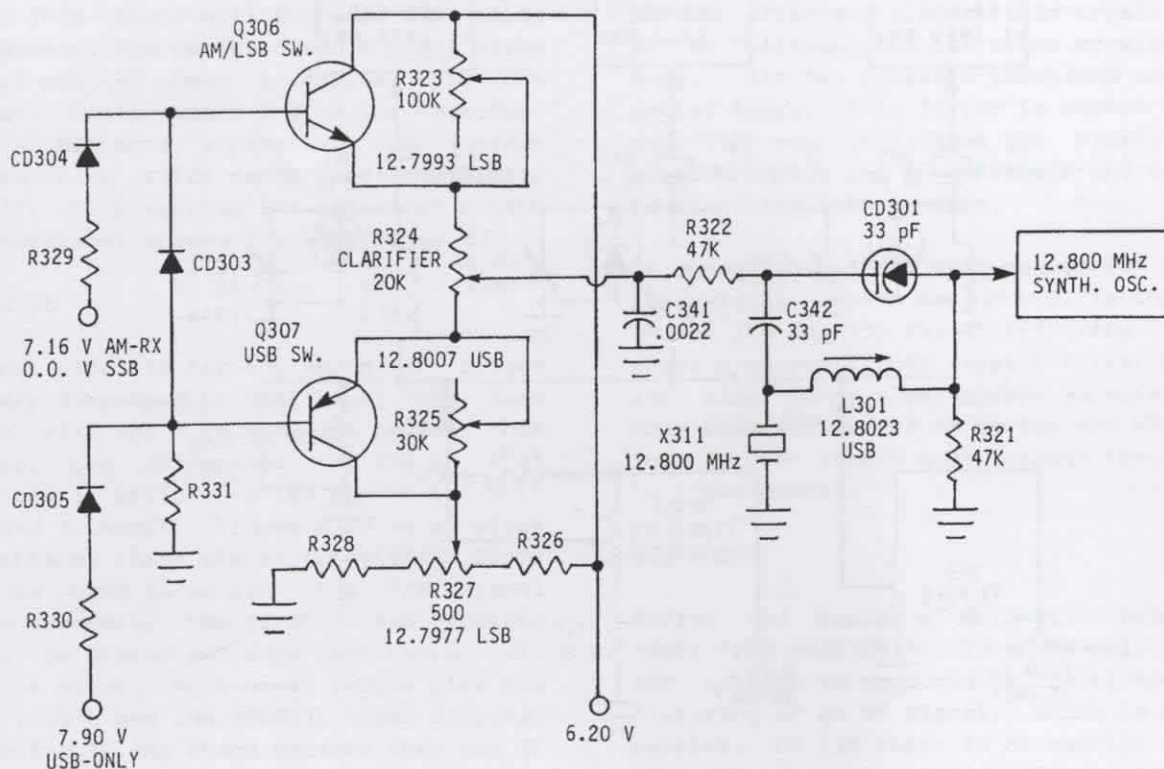 Q306
AM/LSB SW.
R323
100K
CD304
12.7993 LSB
CD301
33 pF
R322
47K
R329
CD303
R324
CLARIFIER
20K
12.800 MHz
SYNTH. OSC.
C341
.0022
C342
33 pF
Q307
USB SW.
7.16 V AM-RX
0.0. V SSB
12.8007 USB
R325
30K
L301
12.8023
USB
X311
12.800 MHz
R321
47K
CD305
R331
R328
R326
R327
500
12.7977 LSB
R330
7.90 V
USB-ONLY
6.20 V